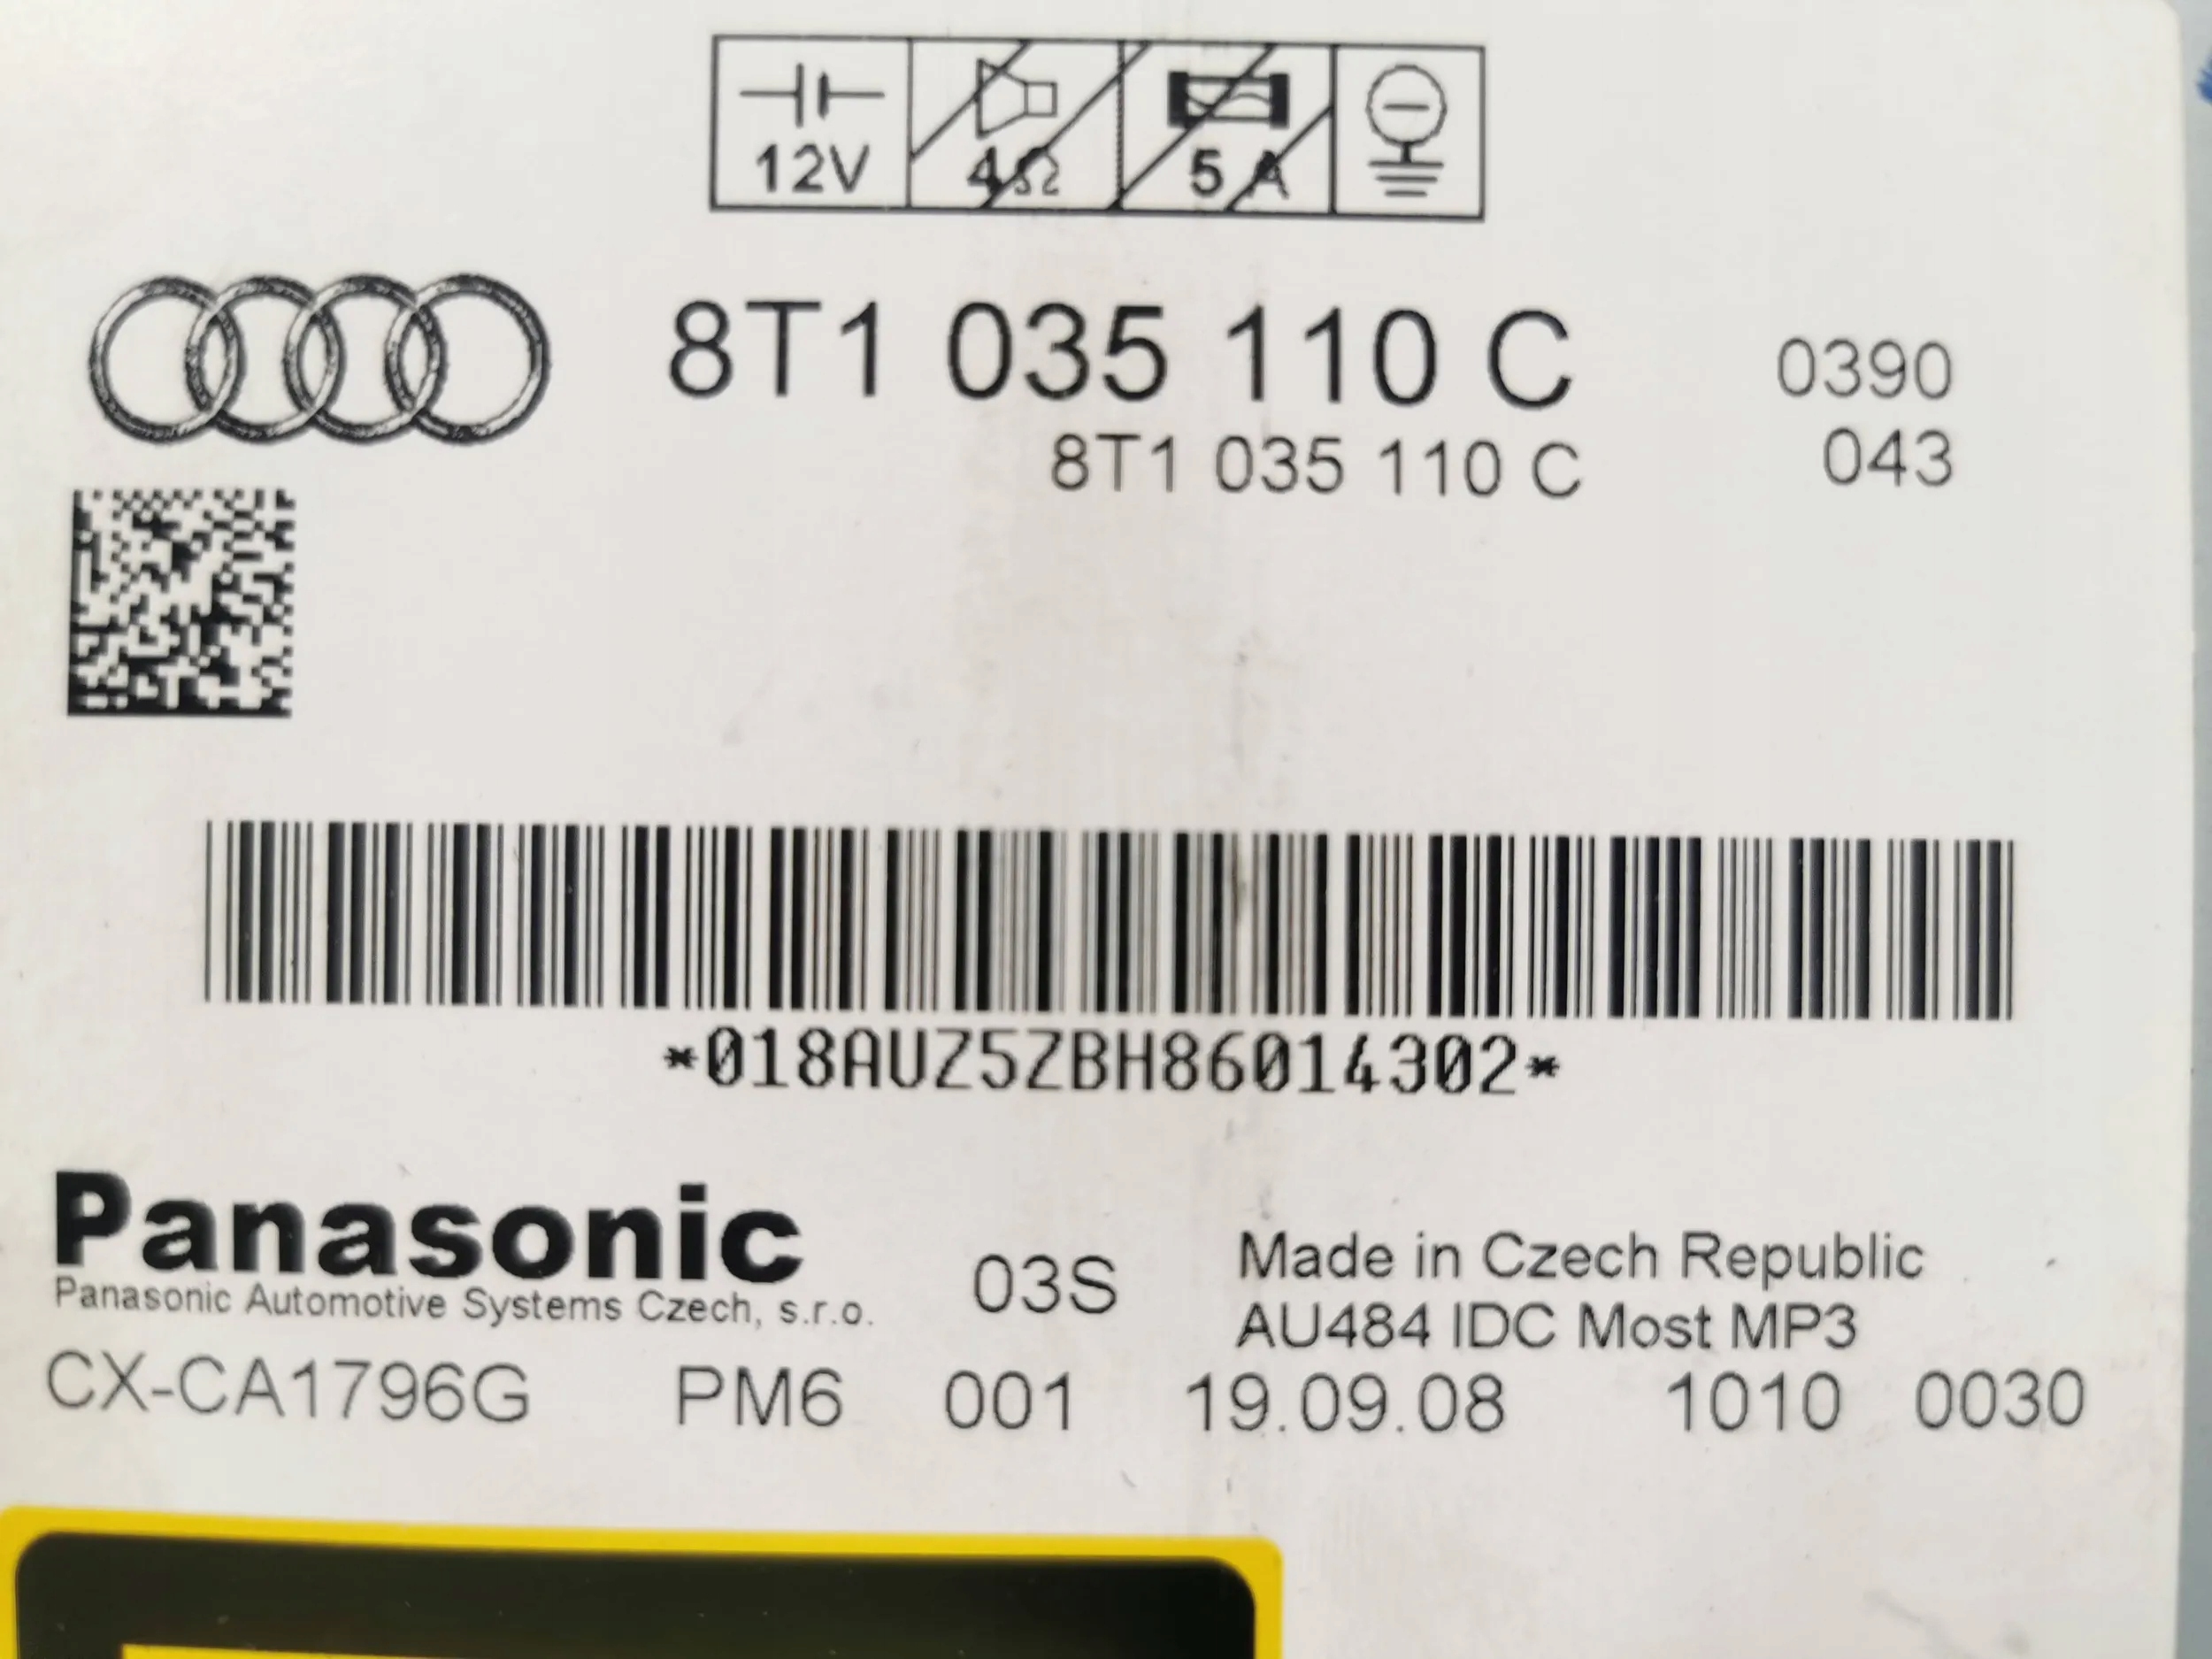 12V 4Ω 5 A
8T1 035 110 C 0390
8T1 035 110 C 043
*018AUZ5ZBH86014302*
Panasonic
Panasonic Automotive Systems Czech, s.r.o.
03S Made in Czech Republic
AU484 IDC Most MP3
CX-CA1796G PM6 001 19.09.08 1010 0030